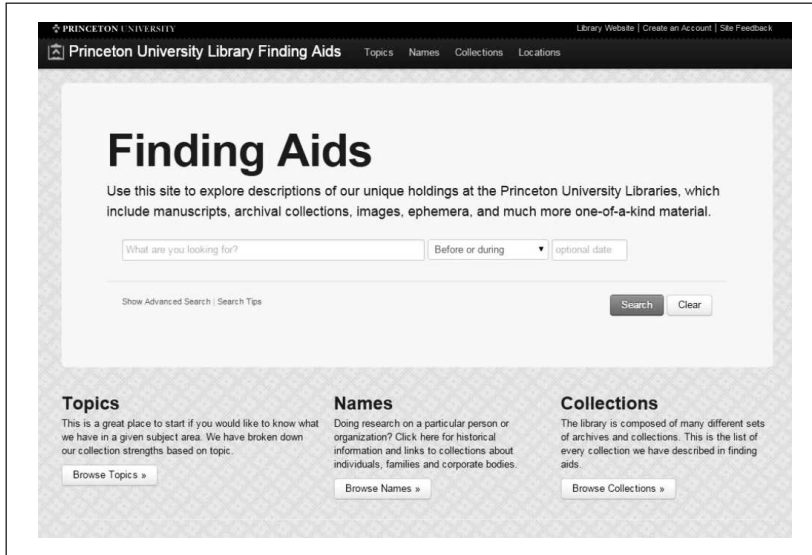 PRINCETON UNIVERSITY
Library Website | Create an Account | Site Feedback
Princeton University Library Finding Aids Topics Names Collections Locations
Finding Aids
Use this site to explore descriptions of our unique holdings at the Princeton University Libraries, which
include manuscripts, archival collections, images, ephemera, and much more one-of-a-kind material.
What are you looking for? Before or during optional date
Show Advanced Search | Search Tips Search Clear
Topics
This is a great place to start if you would like to know what
we have in a given subject area. We have broken down
our collection strengths based on topic.
Browse Topics »
Names
Doing research on a particular person or
organization? Click here for historical
information and links to collections about
individuals, families and corporate bodies.
Browse Names »
Collections
The library is composed of many different sets
of archives and collections. This is the list of
every collection we have described in finding
aids.
Browse Collections »